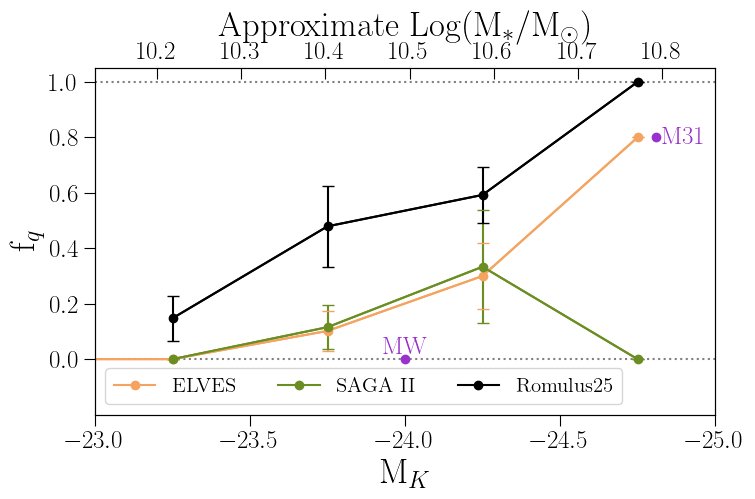 Approximate Log(M*/M⊙)
10.2 10.3 10.4 10.5 10.6 10.7 10.8
1.0
0.8
0.6
0.4
0.2
0.0
f_q
M31
MW
ELVES SAGA II Romulus25
−23.0 −23.5 −24.0 −24.5 −25.0
M_K